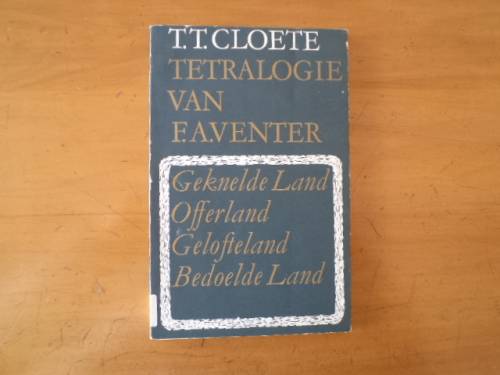 T.T. CLOETE
TETRALOGIE
VAN
F.A.VENTER
Geknelde Land
Offerland
Gelofteland
Bedoelde Land